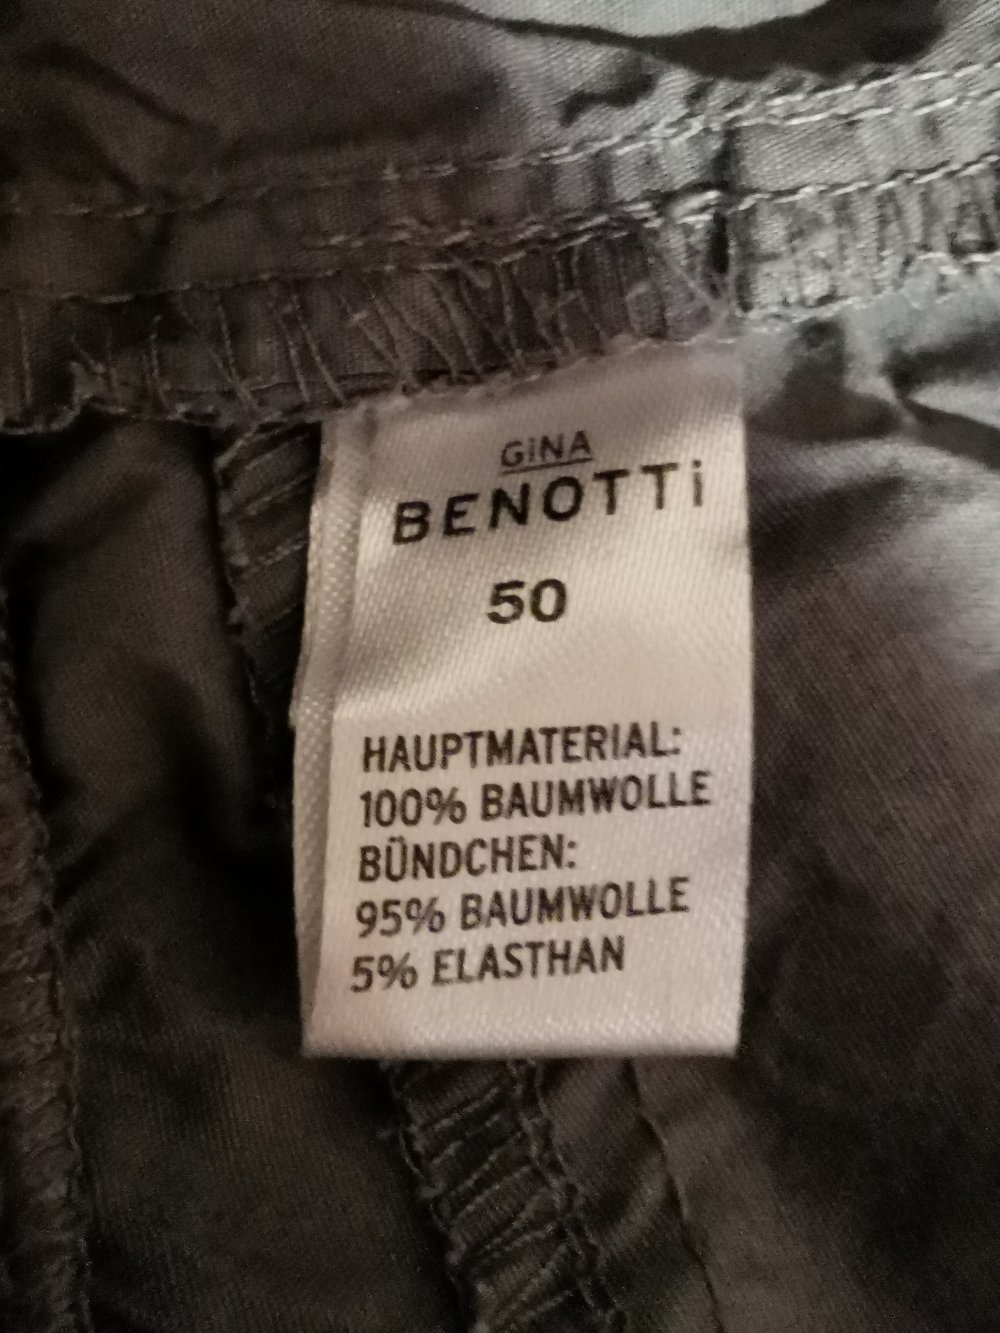 GiNA
BENOTTi
50
HAUPTMATERIAL:
100% BAUMWOLLE
BÜNDCHEN:
95% BAUMWOLLE
5% ELASTHAN